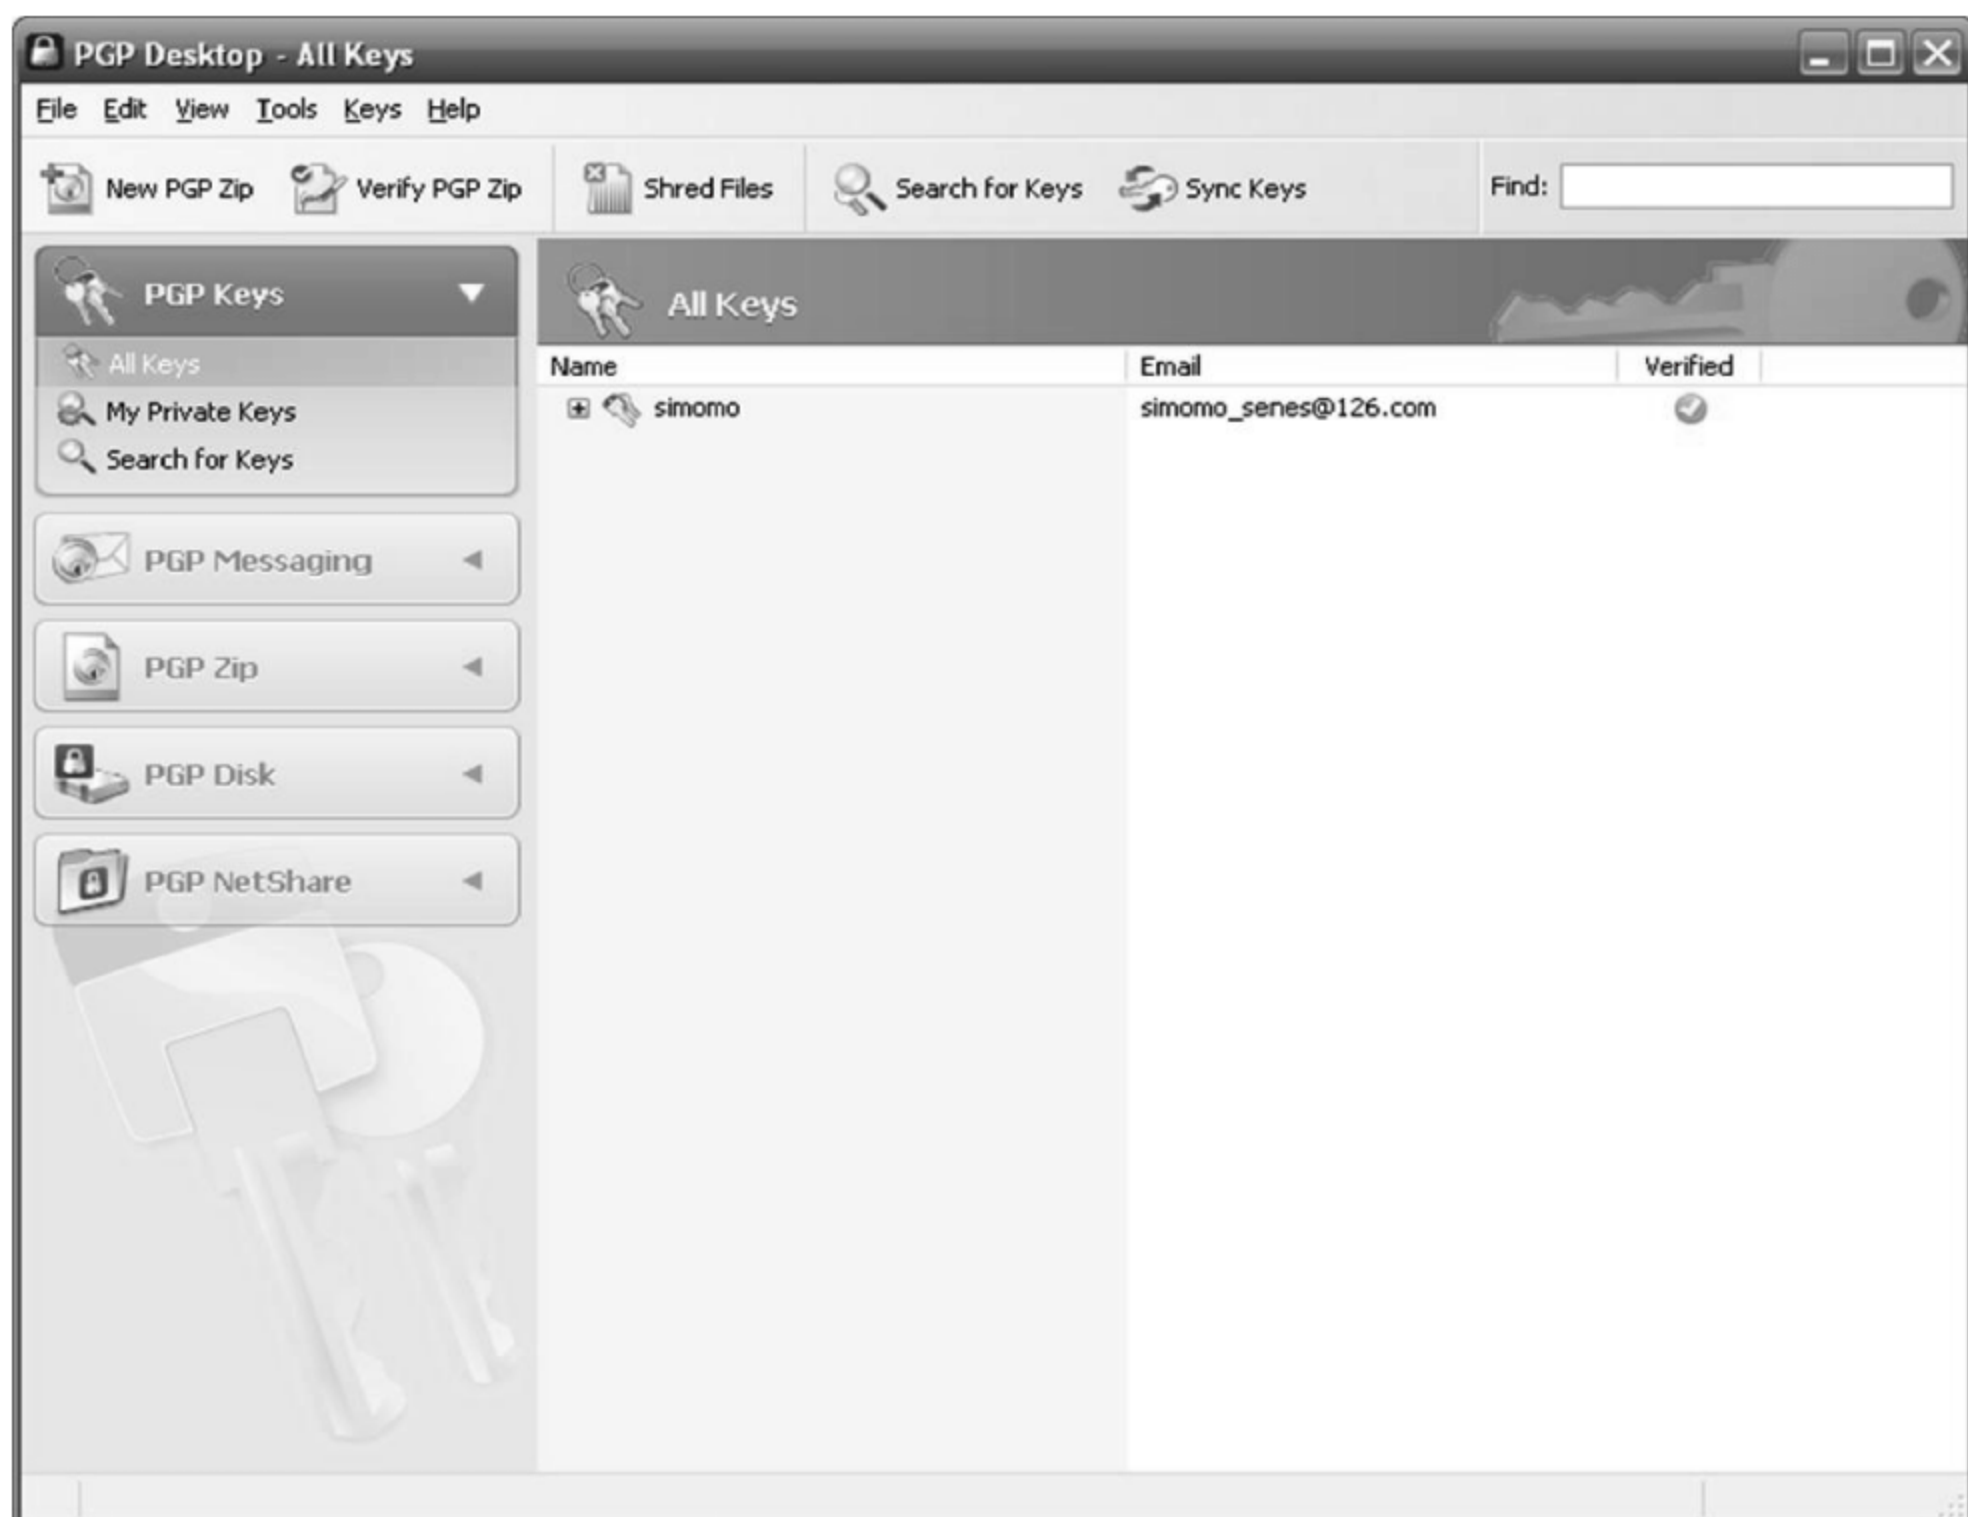 PGP Desktop - All Keys
File Edit View Tools Keys Help
New PGP Zip Verify PGP Zip Shred Files Search for Keys Sync Keys Find:
PGP Keys
All Keys
My Private Keys
Search for Keys
PGP Messaging
PGP Zip
PGP Disk
PGP NetShare
All Keys
Name Email Verified
simomo simomo_senes@126.com